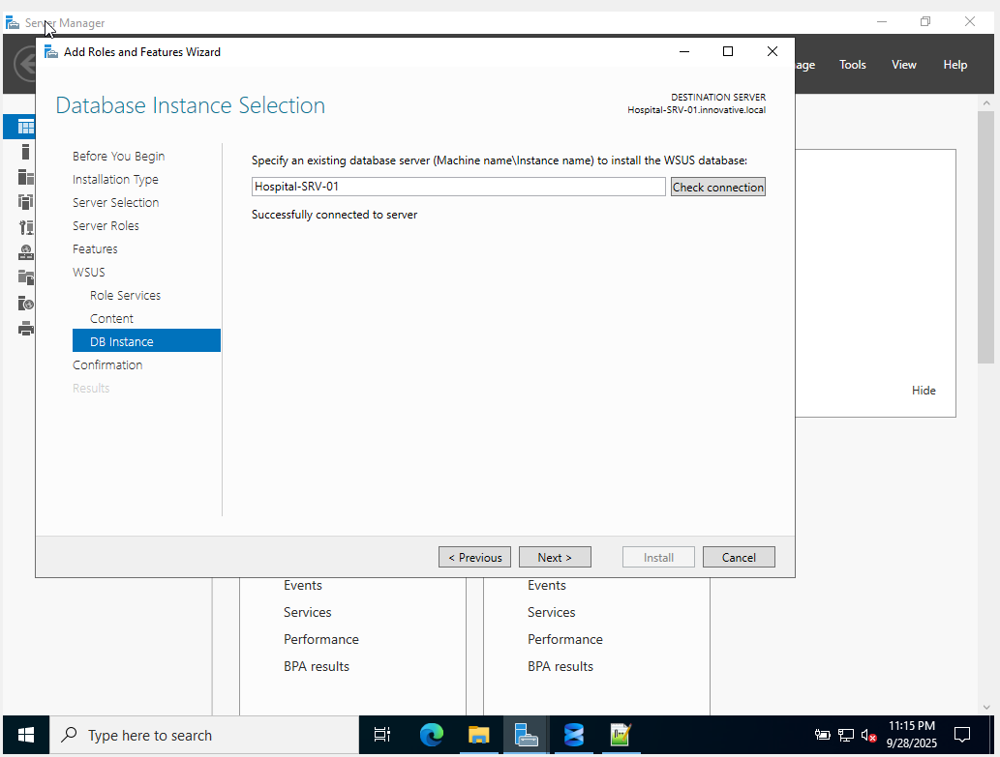 Server Manager
Add Roles and Features Wizard
Tools
View
Help
Database Instance Selection
DESTINATION SERVER
Hospital-SRV-01.innovative.local
Before You Begin
Installation Type
Server Selection
Server Roles
Features
WSUS
Role Services
Content
DB Instance
Confirmation
Results
Specify an existing database server (Machine name\Instance name) to install the WSUS database:
Hospital-SRV-01
Check connection
Successfully connected to server
Hide
< Previous
Next >
Install
Cancel
Events
Services
Performance
BPA results
Events
Services
Performance
BPA results
Type here to search
11:15 PM
9/28/2025